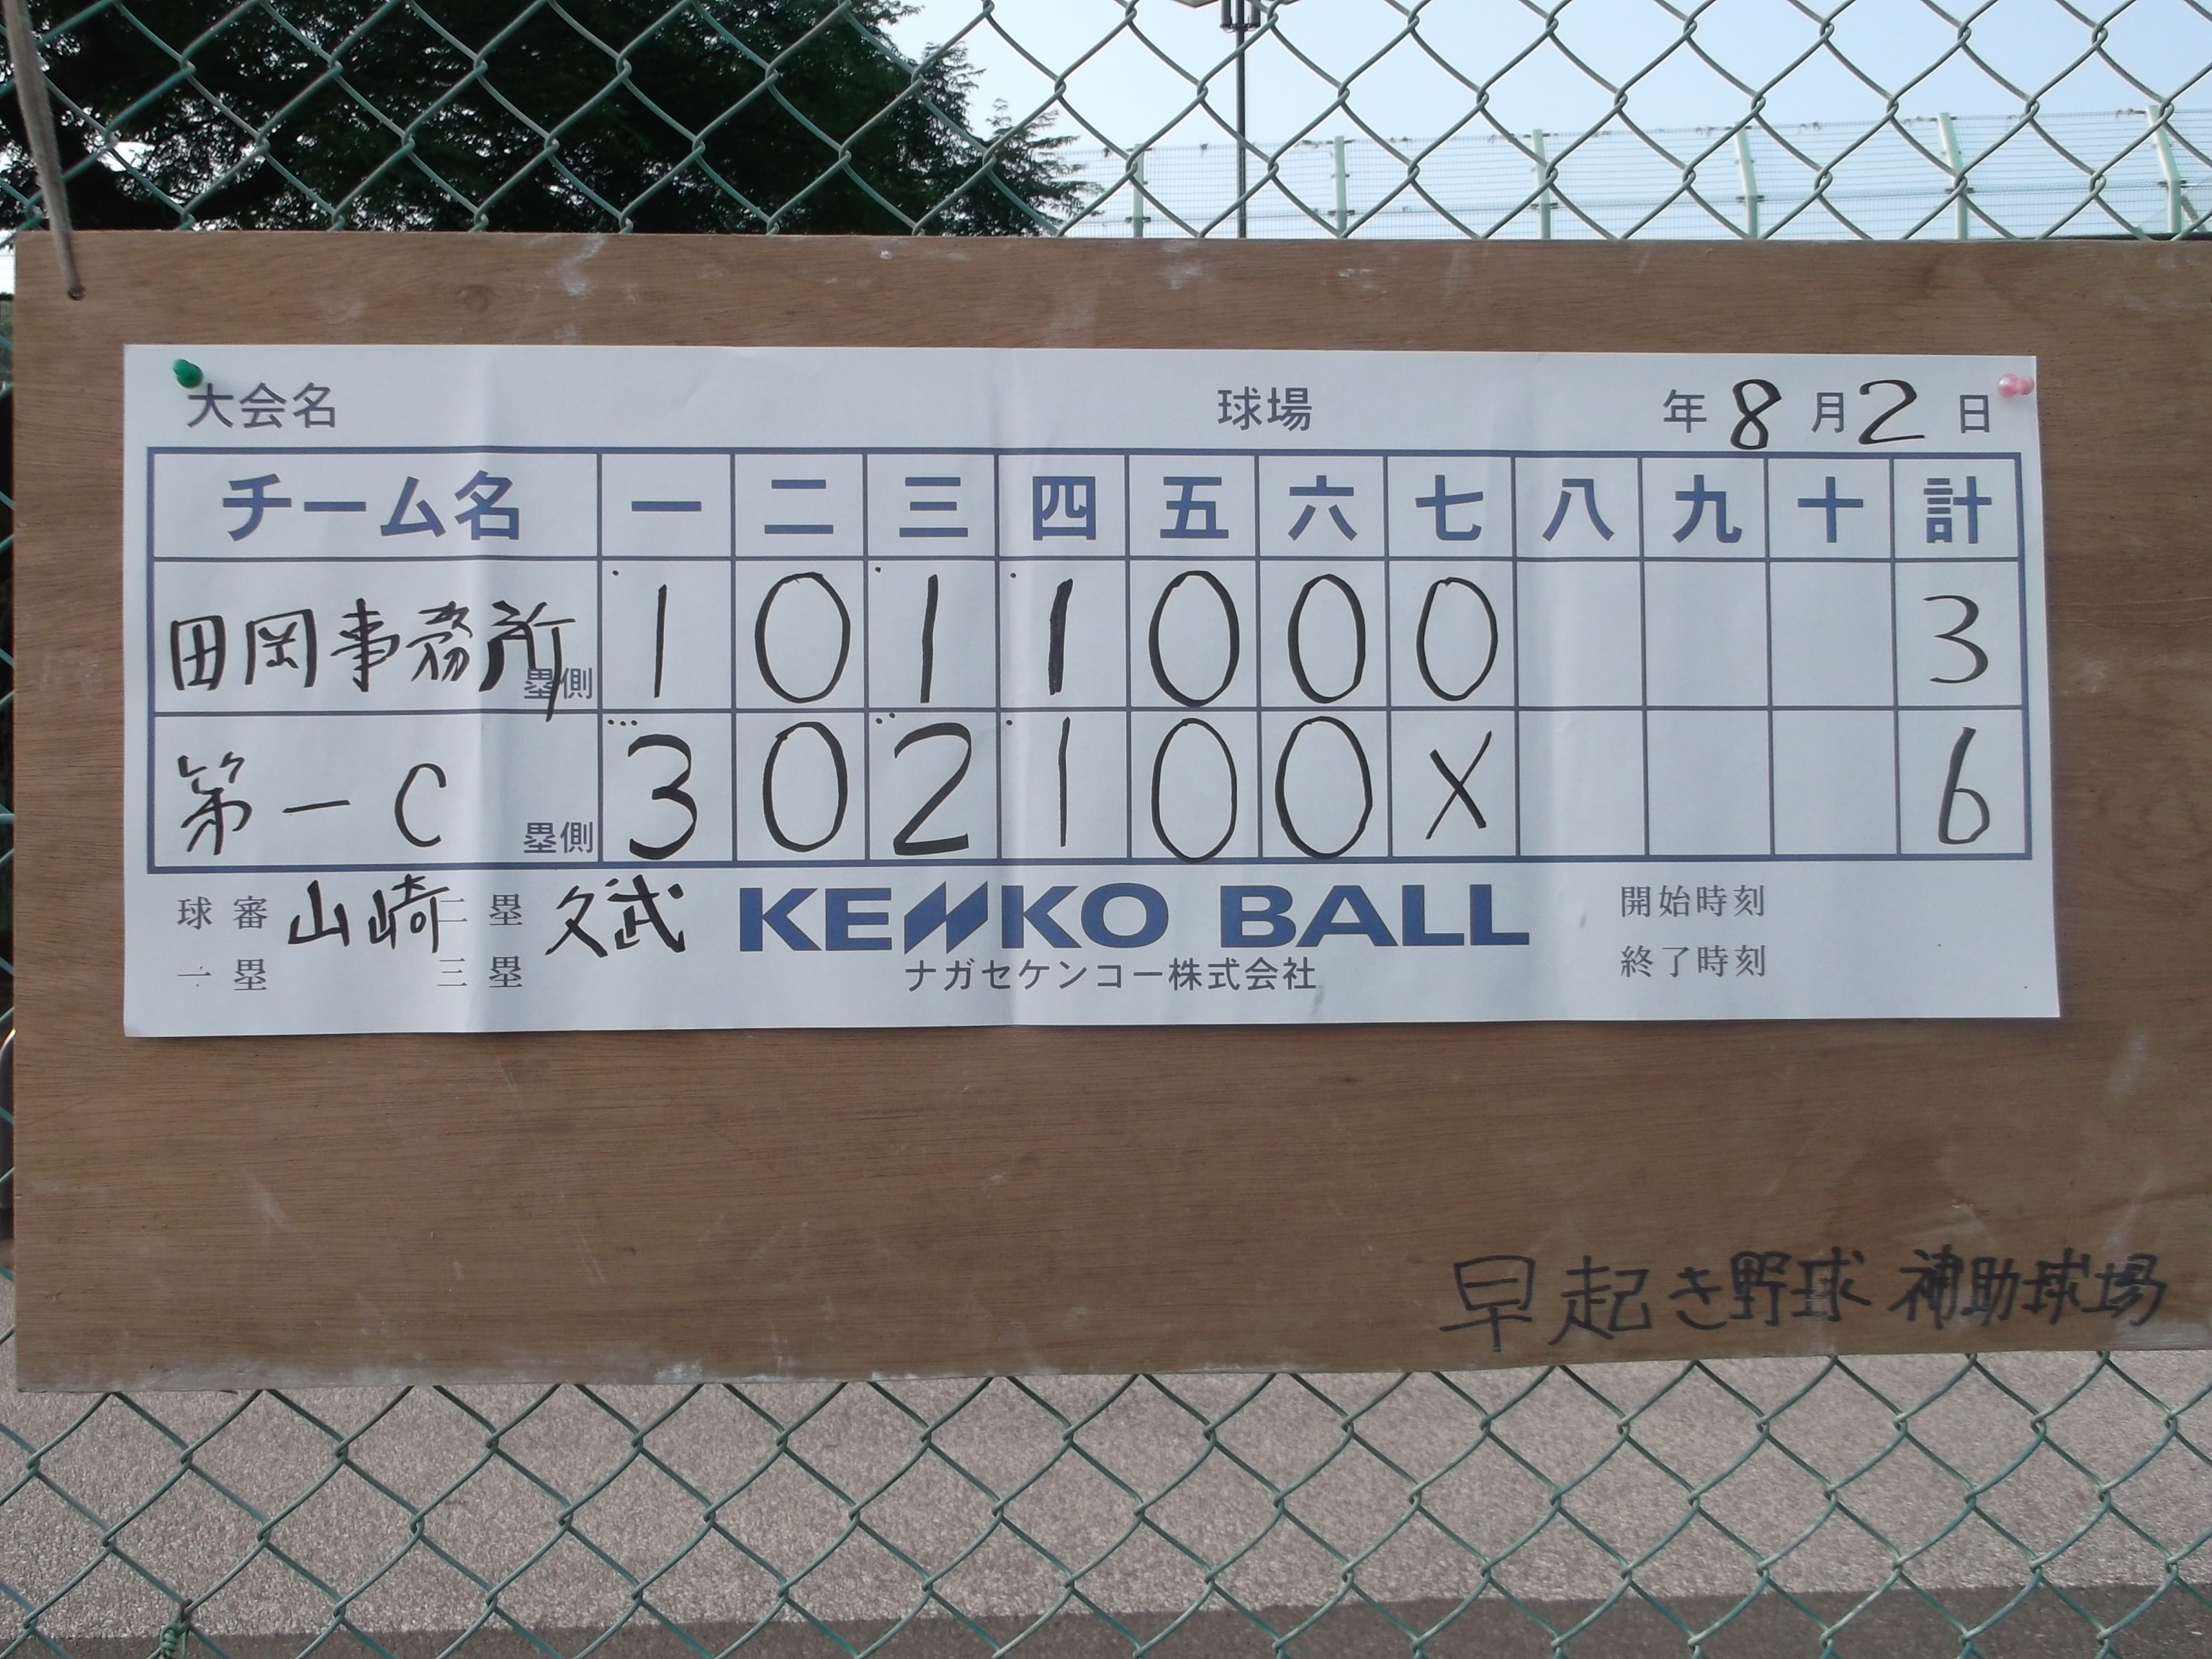 大会名 球場 年 8 月 2 日
チーム名 一 二 三 四 五 六 七 八 九 十 計
田岡事務所 塁側 1 0 1 1 0 0 0 3
第一C 塁側 3 0 2 1 0 0 X 6
球審 山崎 二塁 文武 KENKO BALL 開始時刻
一塁 三塁 ナガセケンコー株式会社 終了時刻
早起き野球 補助球場